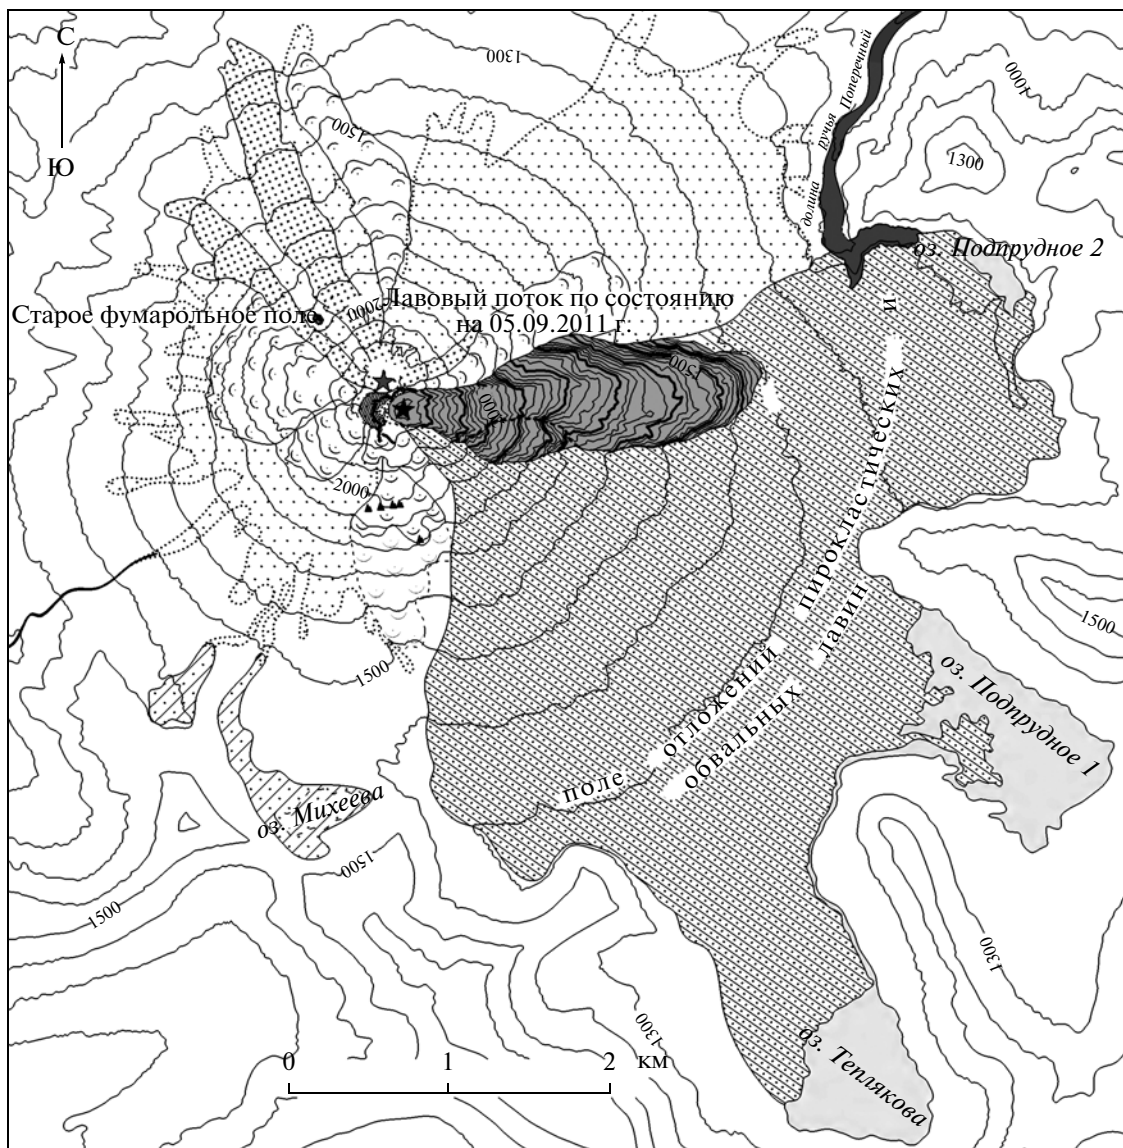 С
Ю
1300
1000
1300
долина ручья Поперечный
1500
оз. Подпрудное 2
2000
Лавовый поток по состоянию
на 05.09.2011 г
Старое фумарольное поле
2000
1500
1500
поле отложений пирокластических и
обвальных лавин
оз. Подпрудное 1
оз. Михеева
1500
1500
1300
1300
оз. Теплякова
0 1 2 км